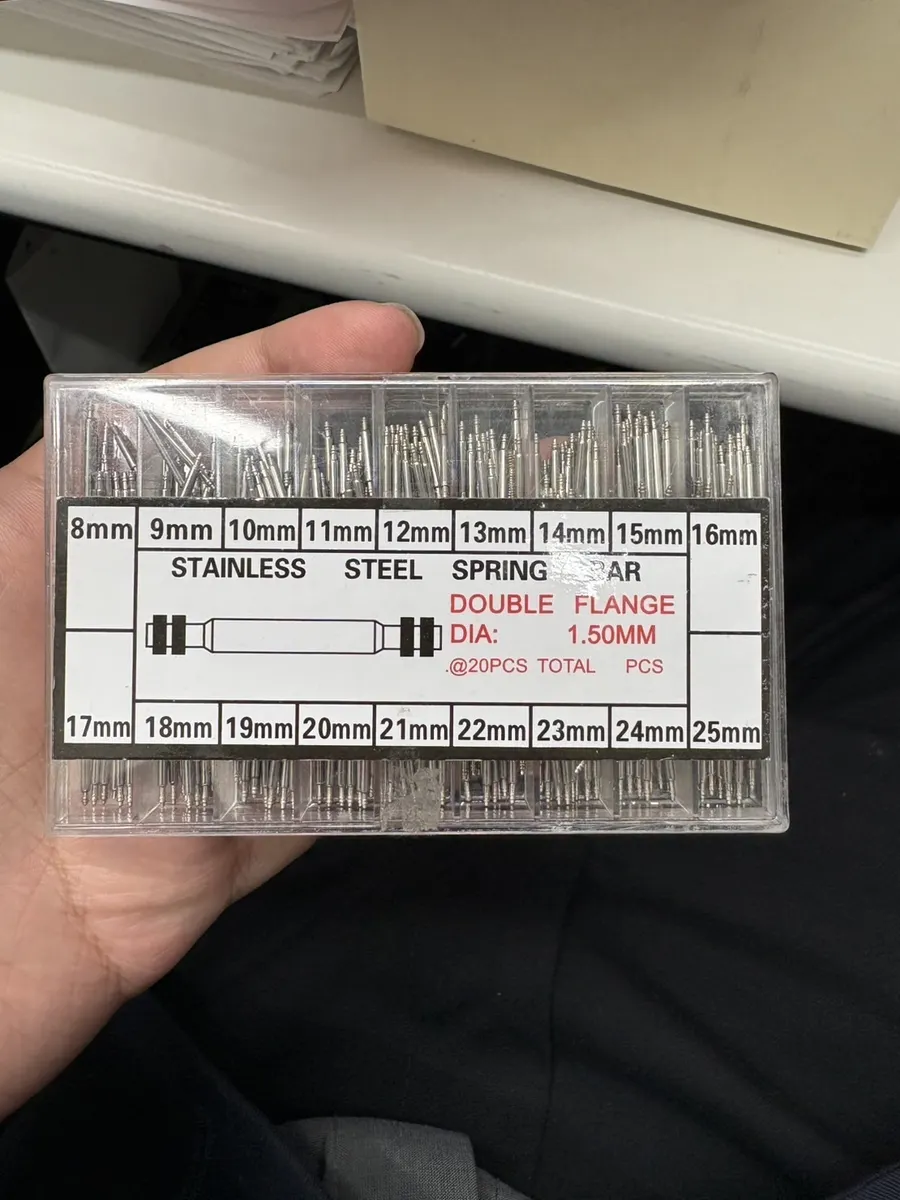 8mm 9mm 10mm 11mm 12mm 13mm 14mm 15mm 16mm
STAINLESS STEEL SPRING BAR
DOUBLE FLANGE
DIA: 1.50MM
.@20PCS TOTAL PCS
17mm 18mm 19mm 20mm 21mm 22mm 23mm 24mm 25mm